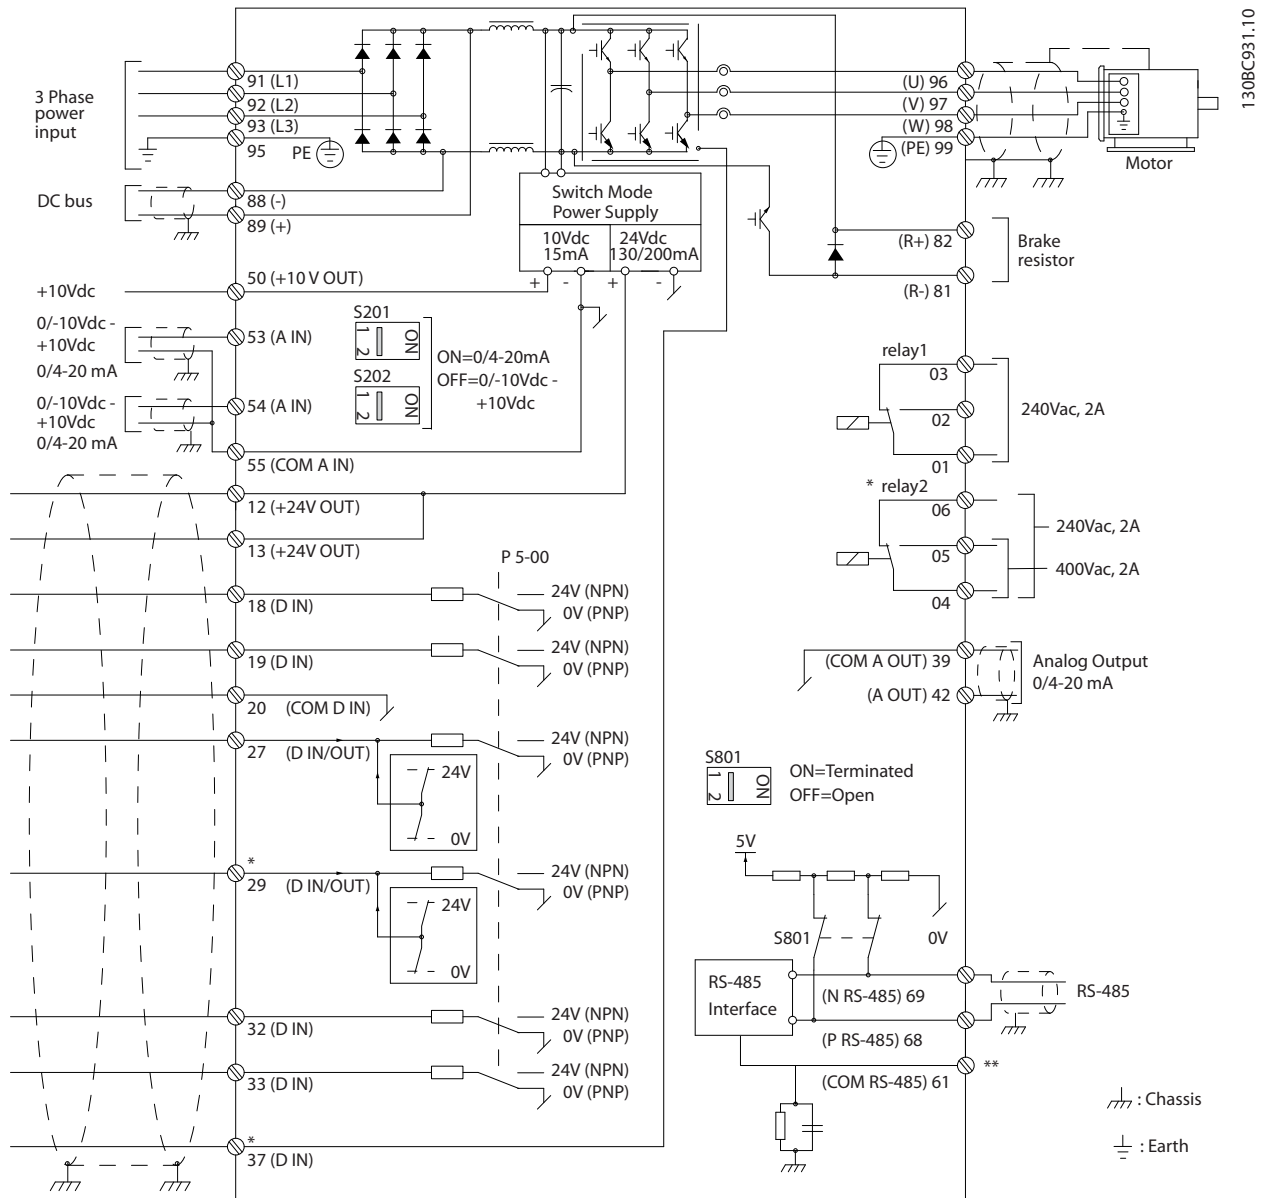 130BC931.10
3 Phase
power
input
91 (L1)
92 (L2)
93 (L3)
95
PE
(U) 96
(V) 97
(W) 98
(PE) 99
Motor
DC bus
88 (-)
89 (+)
Switch Mode
Power Supply
10Vdc
15mA
24Vdc
130/200mA
+
-
+
-
(R+) 82
(R-) 81
Brake
resistor
+10Vdc
50 (+10 V OUT)
0/-10Vdc -
+10Vdc
0/4-20 mA
53 (A IN)
S201
1
2
ON
S202
1
2
ON
ON=0/4-20mA
OFF=0/-10Vdc -
+10Vdc
0/-10Vdc -
+10Vdc
0/4-20 mA
54 (A IN)
55 (COM A IN)
12 (+24V OUT)
13 (+24V OUT)
relay1
03
02
01
240Vac, 2A
* relay2
06
05
04
240Vac, 2A
400Vac, 2A
P 5-00
18 (D IN)
24V (NPN)
0V (PNP)
19 (D IN)
24V (NPN)
0V (PNP)
20
(COM D IN)
27
(D IN/OUT)
24V (NPN)
0V (PNP)
24V
0V
*
29
(D IN/OUT)
24V (NPN)
0V (PNP)
24V
0V
32 (D IN)
24V (NPN)
0V (PNP)
33 (D IN)
24V (NPN)
0V (PNP)
*
37 (D IN)
(COM A OUT) 39
(A OUT) 42
Analog Output
0/4-20 mA
S801
1
2
ON
ON=Terminated
OFF=Open
5V
S801
0V
RS-485
Interface
(N RS-485) 69
(P RS-485) 68
(COM RS-485) 61
RS-485
**
: Chassis
: Earth